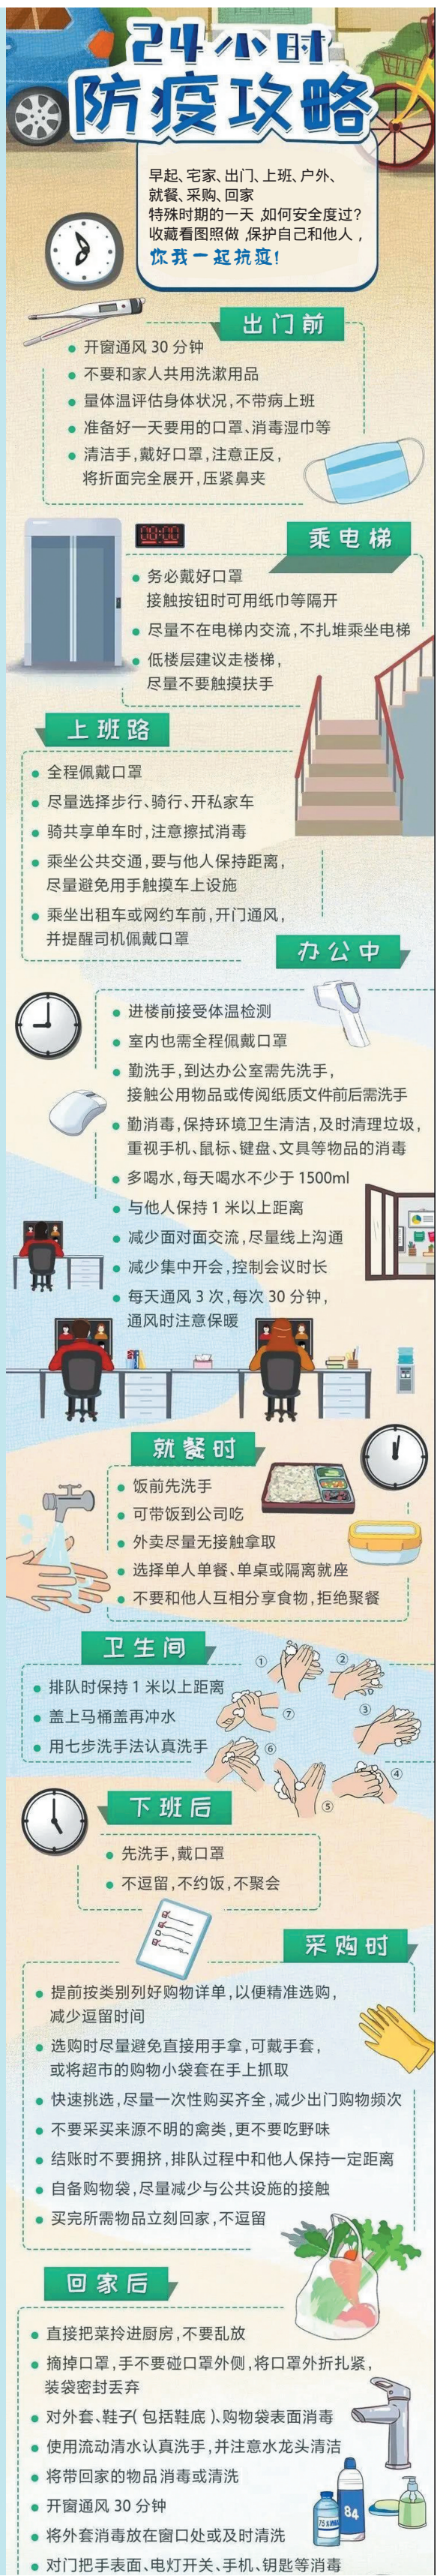 24小时
防疫攻略
早起、宅家、出门、上班、户外、
就餐、采购、回家
特殊时期的一天,如何安全度过?
收藏看图照做,保护自己和他人,
你我一起抗疫!
出门前
开窗通风30分钟
不要和家人共用洗漱用品
量体温评估身体状况,不带病上班
准备好一天要用的口罩、消毒湿巾等
清洁手,戴好口罩,注意正反,
将折面完全展开,压紧鼻夹
08:00
乘电梯
务必戴好口罩
接触按钮时可用纸巾等隔开
尽量不在电梯内交流,不扎堆乘坐电梯
低楼层建议走楼梯,
尽量不要触摸扶手
上班路
全程佩戴口罩
尽量选择步行、骑行、开私家车
骑共享单车时,注意擦拭消毒
乘坐公共交通,要与他人保持距离,
尽量避免用手触摸车上设施
乘坐出租车或网约车前,开门通风,
并提醒司机佩戴口罩
办公中
进楼前接受体温检测
室内也需全程佩戴口罩
勤洗手,到达办公室需先洗手,
接触公用物品或传阅纸质文件前后需洗手
勤消毒,保持环境卫生清洁,及时清理垃圾,
重视手机、鼠标、键盘、文具等物品的消毒
多喝水,每天喝水不少于1500ml
与他人保持1米以上距离
减少面对面交流,尽量线上沟通
减少集中开会,控制会议时长
每天通风3次,每次30分钟,
通风时注意保暖
就餐时
饭前先洗手
可带饭到公司吃
外卖尽量无接触拿取
选择单人单餐、单桌或隔离就座
不要和他人互相分享食物,拒绝聚餐
卫生间
排队时保持1米以上距离
盖上马桶盖再冲水
用七步洗手法认真洗手
①
②
③
④
⑤
⑥
⑦
下班后
先洗手,戴口罩
不逗留,不约饭,不聚会
采购时
提前按类别列好购物详单,以便精准选购,
减少逗留时间
选购时尽量避免直接用手拿,可戴手套,
或将超市的购物小袋套在手上抓取
快速挑选,尽量一次性购买齐全,减少出门购物频次
不要采买来源不明的禽类,更不要吃野味
结账时不要拥挤,排队过程中和他人保持一定距离
自备购物袋,尽量减少与公共设施的接触
买完所需物品立刻回家,不逗留
回家后
直接把菜拎进厨房,不要乱放
摘掉口罩,手不要碰口罩外侧,将口罩外折扎紧,
装袋密封丢弃
对外套、鞋子(包括鞋底)、购物袋表面消毒
使用流动清水认真洗手,并注意水龙头清洁
将带回家的物品消毒或清洗
开窗通风30分钟
将外套消毒放在窗口处或及时清洗
对门把手表面、电灯开关、手机、钥匙等消毒
84